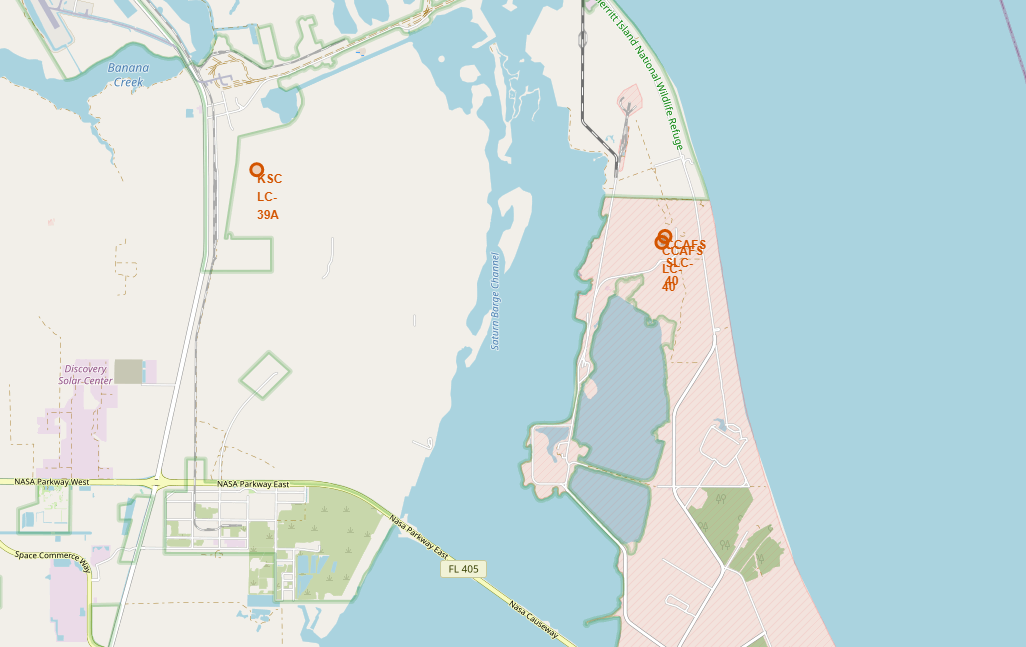 Merritt Island National Wildlife Refuge
Banana
Creek
KSC
LC-
39A
CCAFS
SLC-
40
CCAFS
LC-
40
Saturn Barge Channel
Discovery
Solar Center
NASA Parkway West
NASA Parkway East
Nasa Parkway East
Space Commerce Way
FL 405
Nasa Causeway